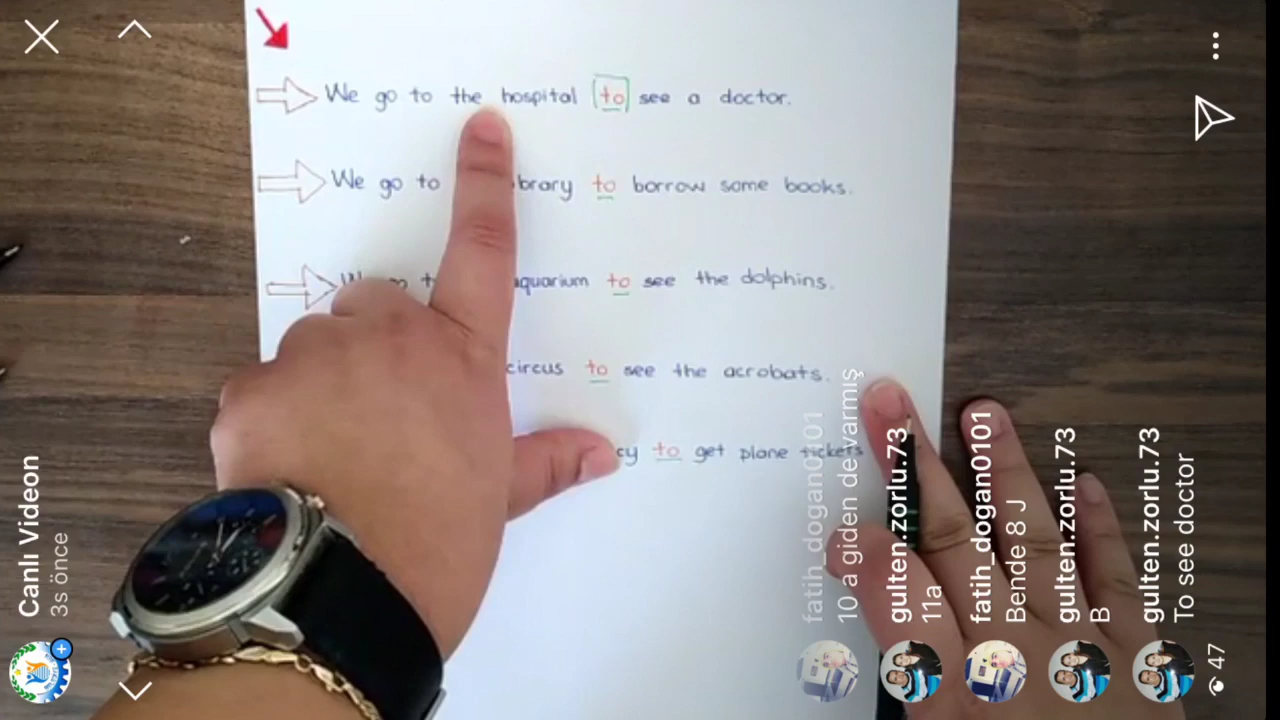 We go to the hospital to see a doctor.
We go to brary to borrow some books.
aquarium to see the dolphins.
circus to see the acrobats.
cy to get plane tickets
Canlı Videon
3s önce
fatih_dogan0101
10 a giden de varmış
gulten.zorlu.73
11a
fatih_dogan0101
Bende 8 J
gulten.zorlu.73
B
gulten.zorlu.73
To see doctor
47